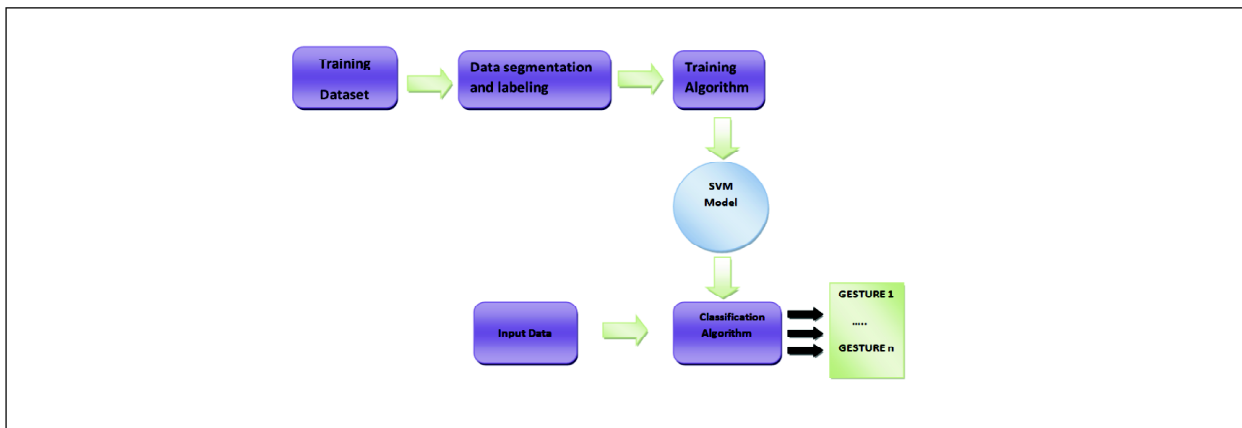 Training
Dataset
Data segmentation
and labeling
Training
Algorithm
SVM
Model
Input Data
Classification
Algorithm
GESTURE 1
.....
GESTURE n